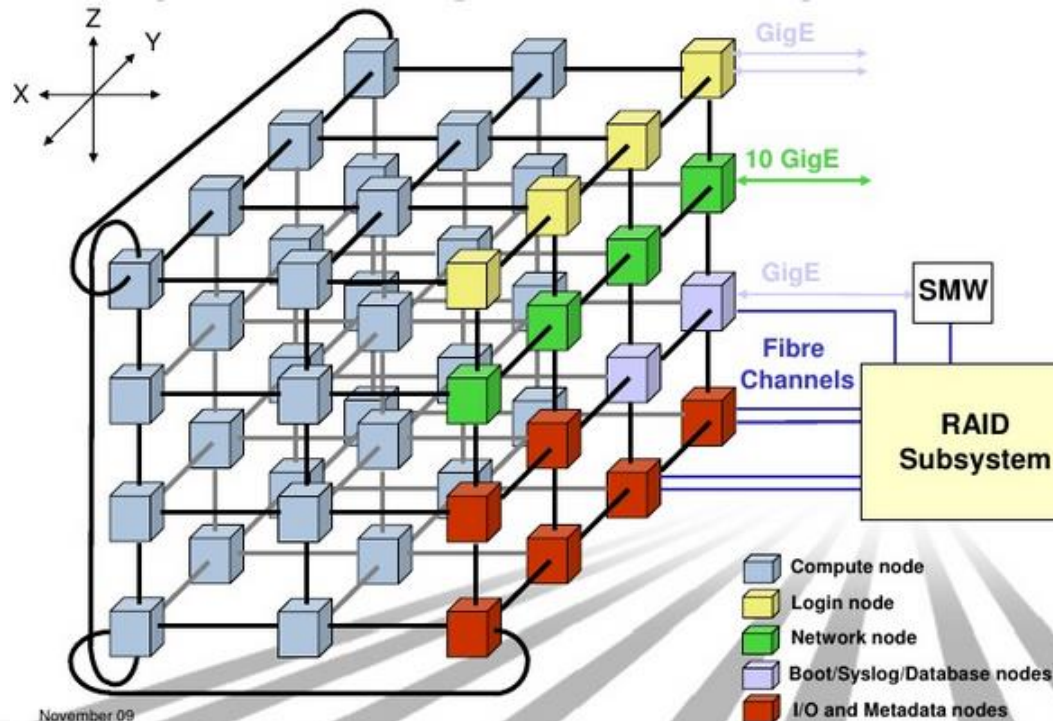 Z
Y
X
GigE
10 GigE
GigE
SMW
Fibre
Channels
RAID
Subsystem
Compute node
Login node
Network node
Boot/Syslog/Database nodes
I/O and Metadata nodes
November 09